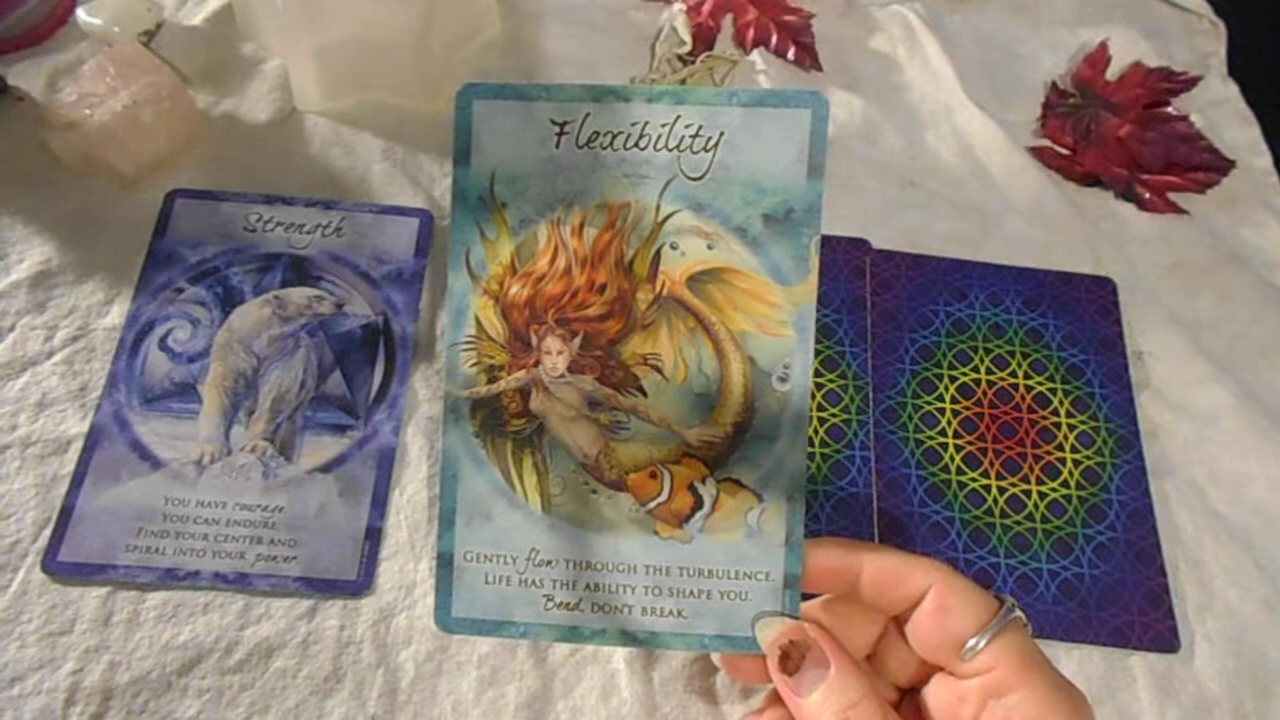 Strength
YOU HAVE courage.
YOU CAN ENDURE.
FIND YOUR CENTER AND
SPIRAL INTO YOUR power.
Flexibility
GENTLY flow THROUGH THE TURBULENCE.
LIFE HAS THE ABILITY TO SHAPE YOU.
Bend, DON'T BREAK.